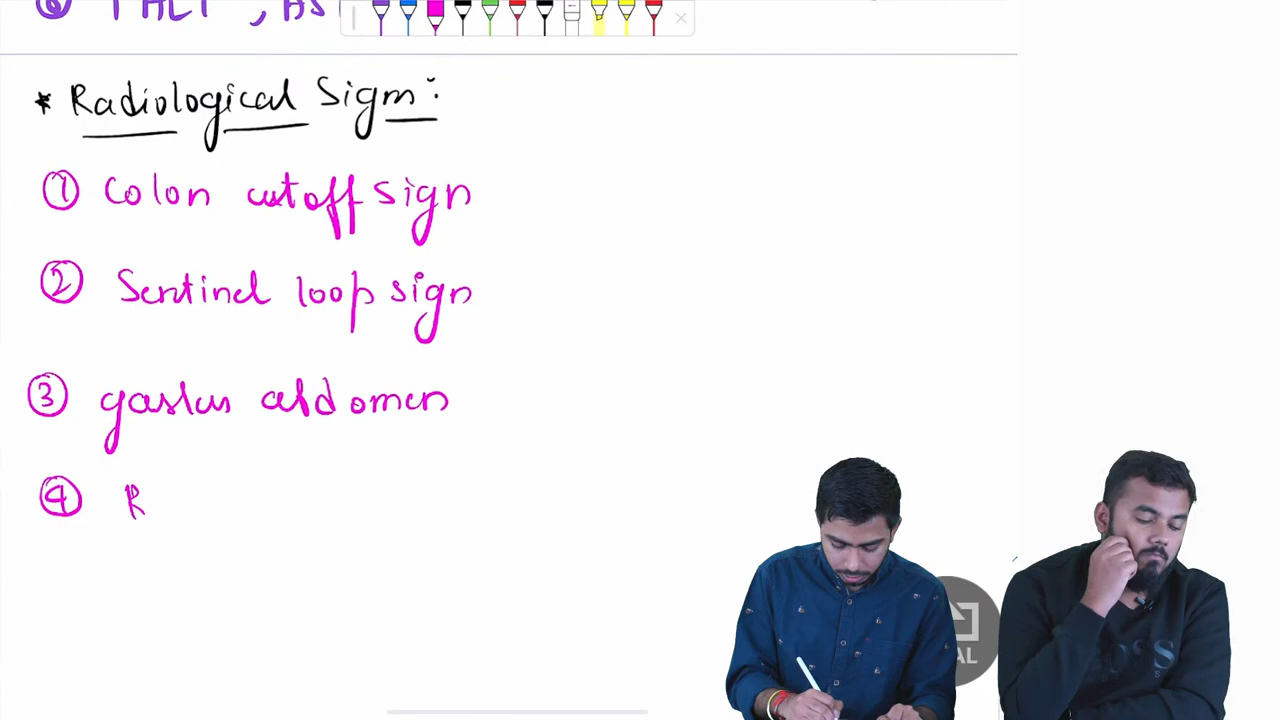 * Radiological Sign:
① Colon cutoff sign
② Sentinel loop sign
③ gasless abdomen
④ R